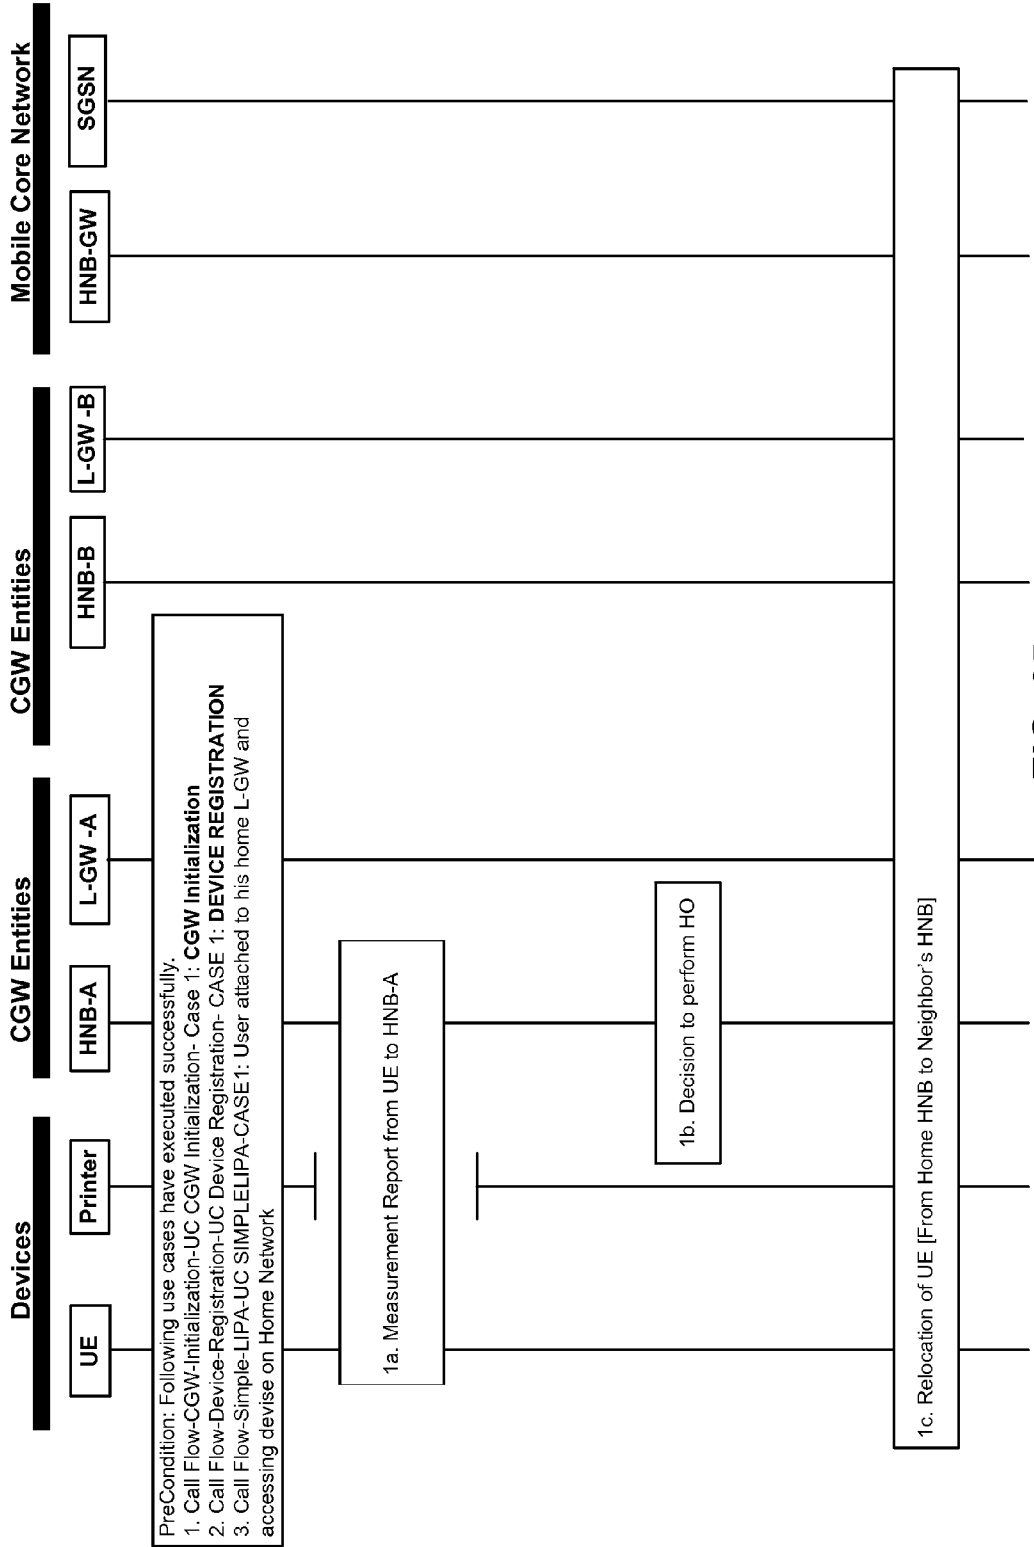 Devices
CGW Entities
CGW Entities
Mobile Core Network
UE
Printer
HNB-A
L-GW -A
HNB-B
L-GW -B
HNB-GW
SGSN
PreCondition: Following use cases have executed successfully.
1. Call Flow-CGW-Initialization-UC CGW Initialization- Case 1: CGW Initialization
2. Call Flow-Device-Registration-UC Device Registration- CASE 1: DEVICE REGISTRATION
3. Call Flow-Simple-LIPA-UC SIMPLELIPA-CASE1: User attached to his home L-GW and
accessing devise on Home Network
1a. Measurement Report from UE to HNB-A
1b. Decision to perform HO
1c. Relocation of UE [From Home HNB to Neighbor's HNB]